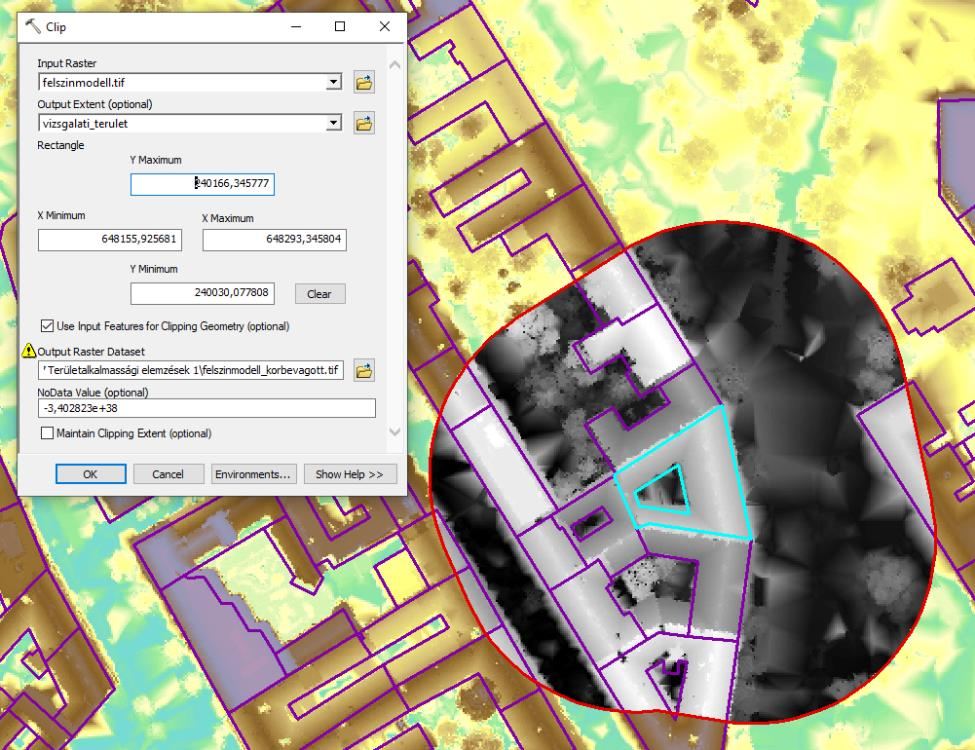 Clip
Input Raster
felszinmodell.tif
Output Extent (optional)
vizsgalati_terulet
Rectangle
Y Maximum
240166,345777
X Minimum
X Maximum
648155,925681
648293,345804
Y Minimum
240030,077808
Clear
Use Input Features for Clipping Geometry (optional)
Output Raster Dataset
' Területalkalmassági elemzések 1\felszinmodell_korbevagott.tif
NoData Value (optional)
-3,402823e+38
Maintain Clipping Extent (optional)
OK
Cancel
Environments...
Show Help >>